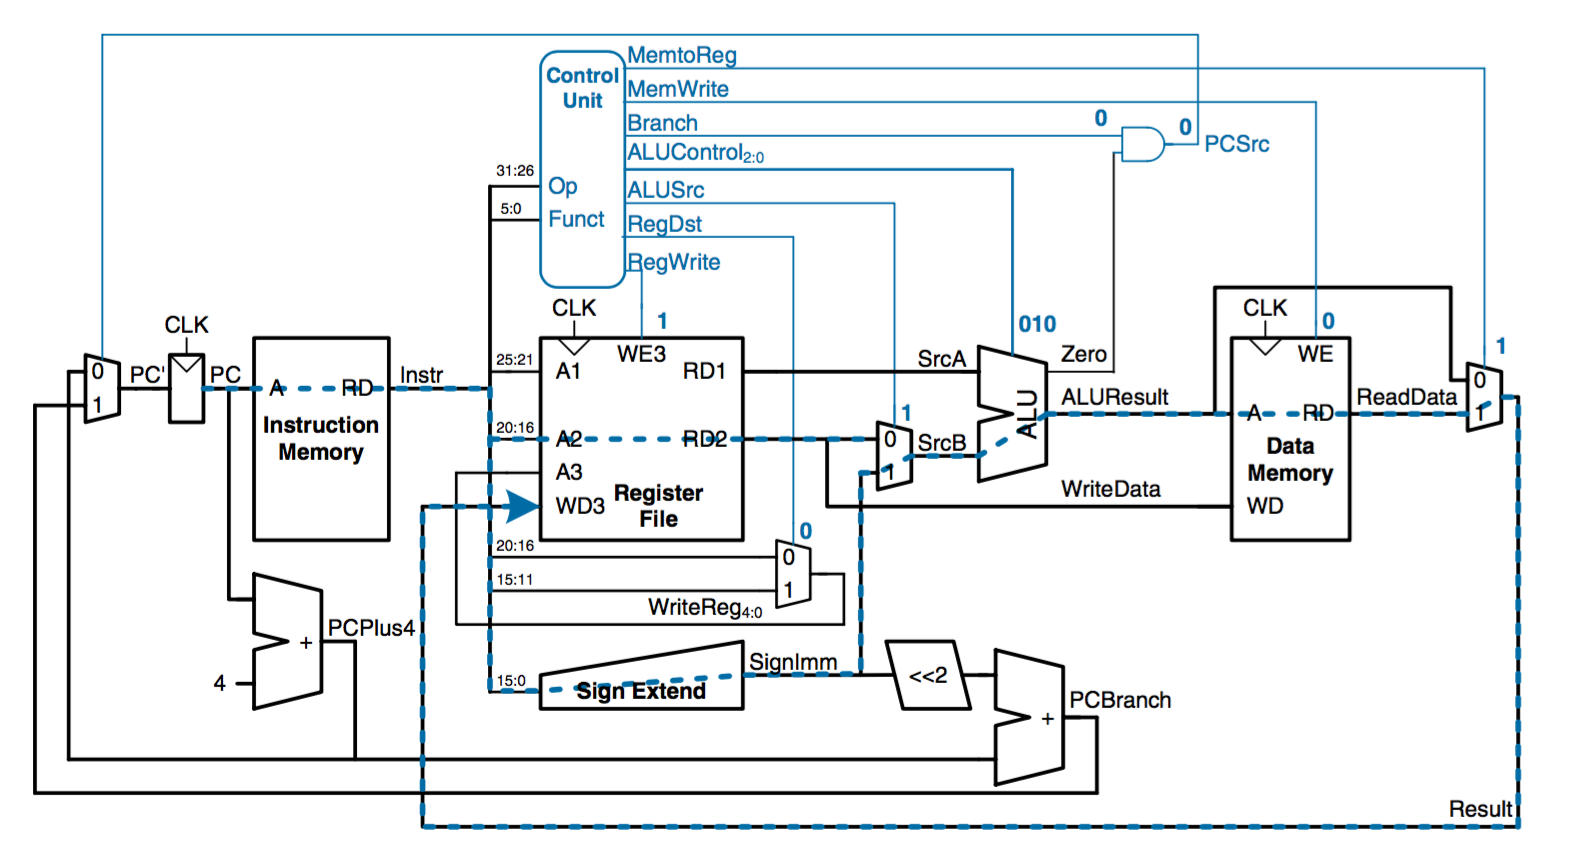 MemtoReg
Control
Unit
MemWrite
Branch
0
0
PCSrc
ALUControl2:0
31:26
Op
ALUSrc
5:0
Funct
RegDst
RegWrite
CLK
CLK
CLK
1
010
0
1
WE3
WE
Zero
0
PC'
PC
A
RD
Instr
25:21
A1
RD1
SrcA
ALU
ALUResult
A
RD
ReadData
0
1
1
Instruction
Memory
20:16
A2
RD2
1
0
SrcB
1
Data
Memory
A3
WD3
Register
File
WriteData
WD
0
20:16
0
15:11
1
WriteReg4:0
PCPlus4
+
4
15:0
Sign Extend
SignImm
<<2
+
PCBranch
Result